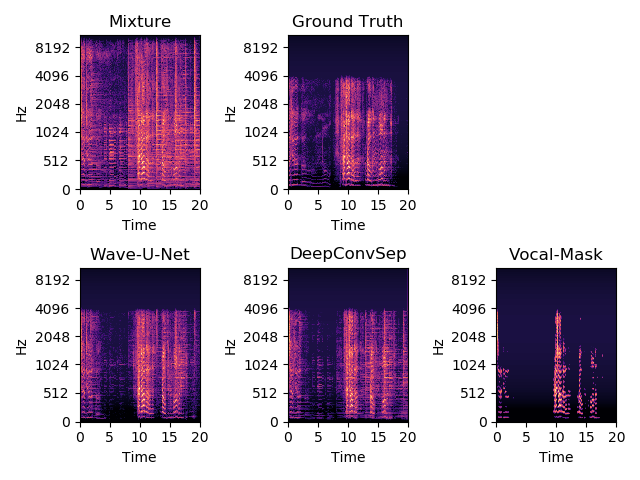 Mixture
Ground Truth
Hz
8192
4096
2048
1024
512
0
0 5 10 15 20
Time
Hz
8192
4096
2048
1024
512
0
0 5 10 15 20
Time
Wave-U-Net
DeepConvSep
Vocal-Mask
Hz
8192
4096
2048
1024
512
0
0 5 10 15 20
Time
Hz
8192
4096
2048
1024
512
0
0 5 10 15 20
Time
Hz
8192
4096
2048
1024
512
0
0 5 10 15 20
Time